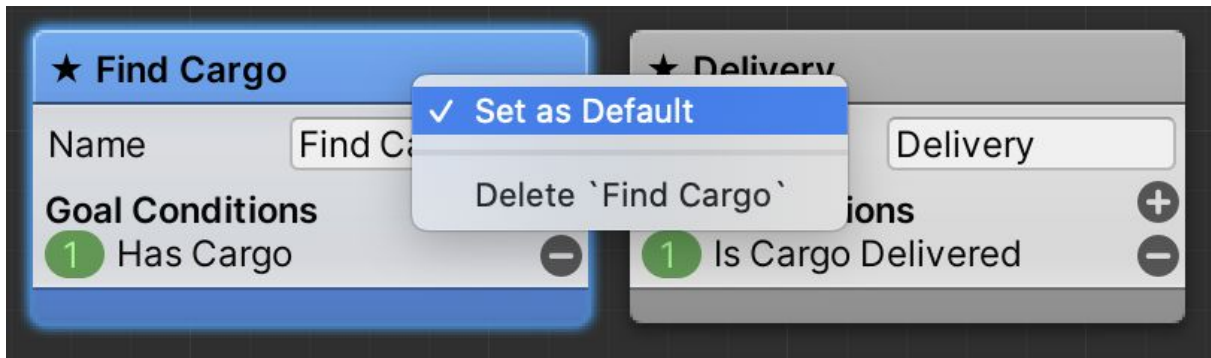 ★ Find Cargo
★ Delivery
✓ Set as Default
Delete `Find Cargo`
Name
Find Ca
Goal Conditions
1 Has Cargo
Delivery
ions
1 Is Cargo Delivered